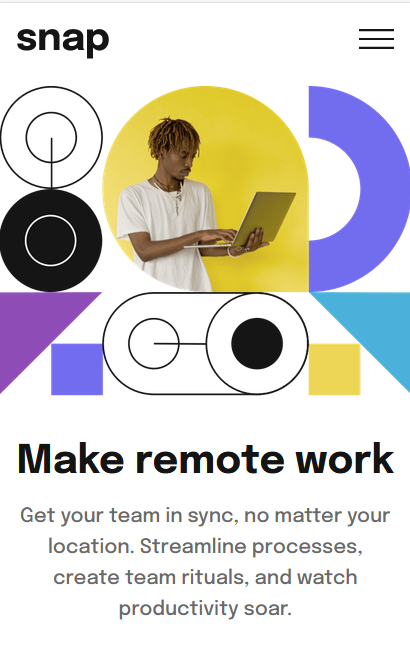 snap
Make remote work
Get your team in sync, no matter your
location. Streamline processes,
create team rituals, and watch
productivity soar.